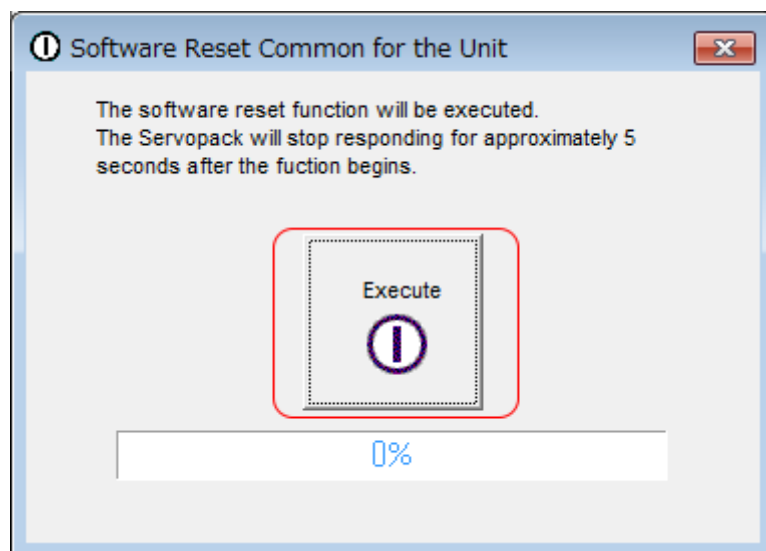 Software Reset Common for the Unit
The software reset function will be executed.
The Servopack will stop responding for approximately 5
seconds after the fuction begins.
Execute
0%